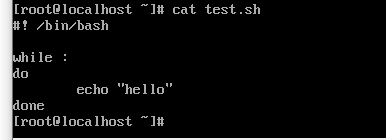 [root@localhost ~]# cat test.sh
#! /bin/bash
while :
do
        echo "hello"
done
[root@localhost ~]#